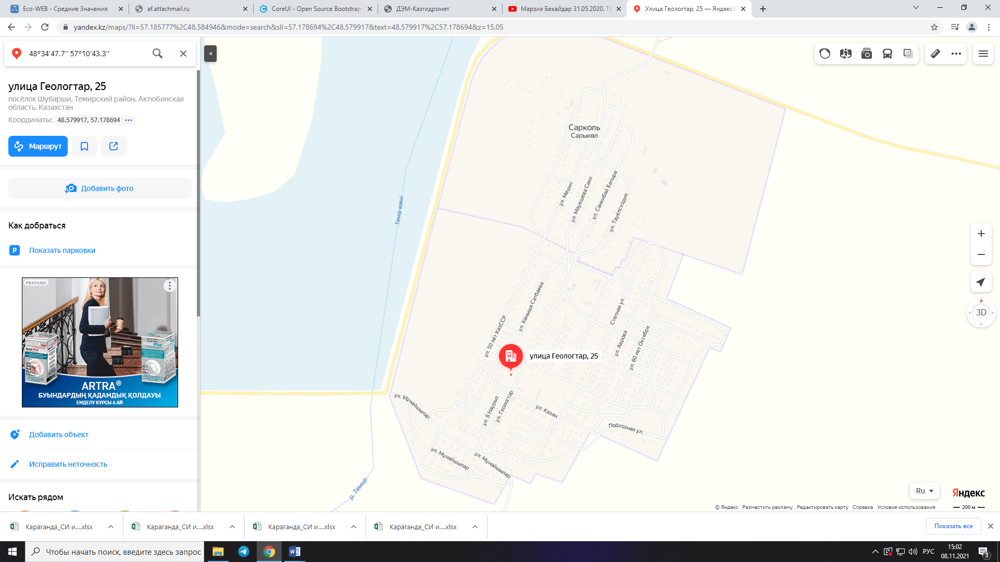 Eco-WEB - Средние Значения
af.attachmail.ru
CoreUI - Open Source Bootstrap
ДЭМ-Казгидромет
Марзия Бекайдар 31.05.2020. ТЕ
Улица Геологтар, 25 — Яндекс.К
yandex.kz/maps/?ll=57.185777%2C48.584946&mode=search&sll=57.178694%2C48.579917&text=48.579917%2C57.178694&z=15.05
48°34'47.7'' 57°10'43.3''
улица Геологтар, 25
посёлок Шубарши, Темирский район, Актюбинская
область, Казахстан
Координаты: 48.579917, 57.178694
Маршрут
Добавить фото
Как добраться
P Показать парковки
РЕКЛАМА
ARTRA
Artra Plus
ARTRA®
БУЫНДАРДЫҢ ҚАДАМДЫҚ ҚОЛДАУЫ
ЕМДЕЛУ КУРСЫ 6 АЙ
Добавить объект
Исправить неточность
Искать рядом
Сарколь
Сарыкөл
Темір өзені
ул. Мешит
ул. Мауешева Саки
ул. Санкибай Батыра
ул. Тауелсиздик
ул. Каныша Сатбаева
ул. 50 лет КазССР
Степная ул.
ул. Аврова
ул. 60 лет Октября
улица Геологтар, 25
ул. Мунайшылар
ул. 8 Наурыз
ул. Геологтар
ул. Казан
Подхозная ул.
ул. Мунайшылар
ул. Мунайшылар
р. Темир
3D
Ru
Яндекс
© Яндекс Разместить рекламу Редактировать карту Справка Условия использования
200 м
Караганда_СИ и....xlsx
Караганда_СИ и....xlsx
Караганда_СИ и....xlsx
Караганда_СИ и....xlsx
Показать все
Чтобы начать поиск, введите здесь запрос
РУС
15:02
08.11.2021
3